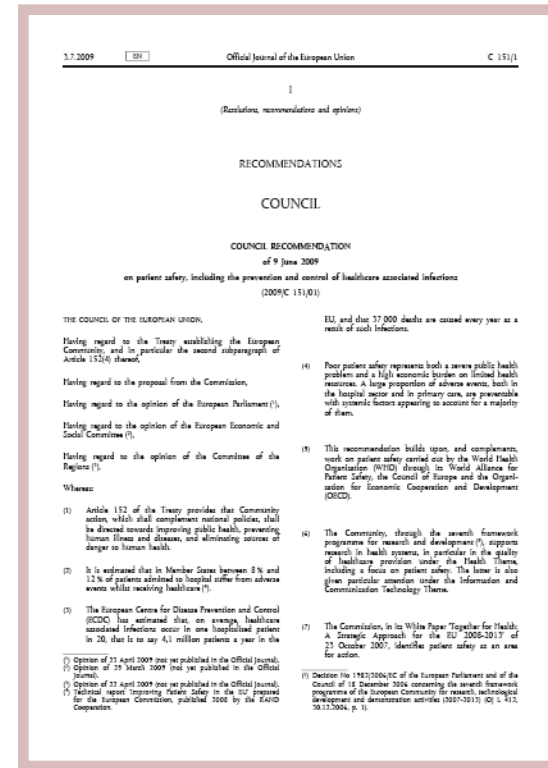 3.7.2009 EN Official Journal of the European Union C 151/1
I
(Resolutions, recommendations and opinions)
RECOMMENDATIONS
COUNCIL
COUNCIL RECOMMENDATION
of 9 June 2009
on patient safety, including the prevention and control of healthcare associated infections
(2009/C 151/01)
THE COUNCIL OF THE EUROPEAN UNION,
Having regard to the Treaty establishing the European
Community, and in particular the second subparagraph of
Article 152(4) thereof,
Having regard to the proposal from the Commission,
Having regard to the opinion of the European Parliament (1),
Having regard to the opinion of the European Economic and
Social Committee (2),
Having regard to the opinion of the Committee of the
Regions (3),
Whereas:
(1) Article 152 of the Treaty provides that Community
action, which shall complement national policies, shall
be directed towards improving public health, preventing
human illness and diseases, and eliminating sources of
danger to human health.
(2) It is estimated that in Member States between 8 % and
12 % of patients admitted to hospital suffer from adverse
events whilst receiving healthcare (4).
(3) The European Centre for Disease Prevention and Control
(ECDC) has estimated that, on average, healthcare
associated infections occur in one hospitalised patient
in 20, that is to say 4,1 million patients a year in the
(1) Opinion of 23 April 2009 (not yet published in the Official Journal).
(2) Opinion of 25 March 2009 (not yet published in the Official
Journal).
(3) Opinion of 22 April 2009 (not yet published in the Official Journal).
(4) Technical report 'Improving Patient Safety in the EU' prepared
for the European Commission, published 2008 by the RAND
Cooperation.
EU, and that 37 000 deaths are caused every year as a
result of such infections.
(4) Poor patient safety represents both a severe public health
problem and a high economic burden on limited health
resources. A large proportion of adverse events, both in
the hospital sector and in primary care, are preventable
with systemic factors appearing to account for a majority
of them.
(5) This recommendation builds upon, and complements,
work on patient safety carried out by the World Health
Organisation (WHO) through its World Alliance for
Patient Safety, the Council of Europe and the Organi-
sation for Economic Cooperation and Development
(OECD).
(6) The Community, through the seventh framework
programme for research and development (5), supports
research in health systems, in particular in the quality
of healthcare provision under the Health Theme,
including a focus on patient safety. The latter is also
given particular attention under the Information and
Communication Technology Theme.
(7) The Commission, in its White Paper 'Together for Health:
A Strategic Approach for the EU 2008-2013' of
23 October 2007, identifies patient safety as an area
for action.
(5) Decision No 1982/2006/EC of the European Parliament and of the
Council of 18 December 2006 concerning the seventh framework
programme of the European Community for research, technological
development and demonstration activities (2007-2013) (OJ L 412,
30.12.2006, p. 1).